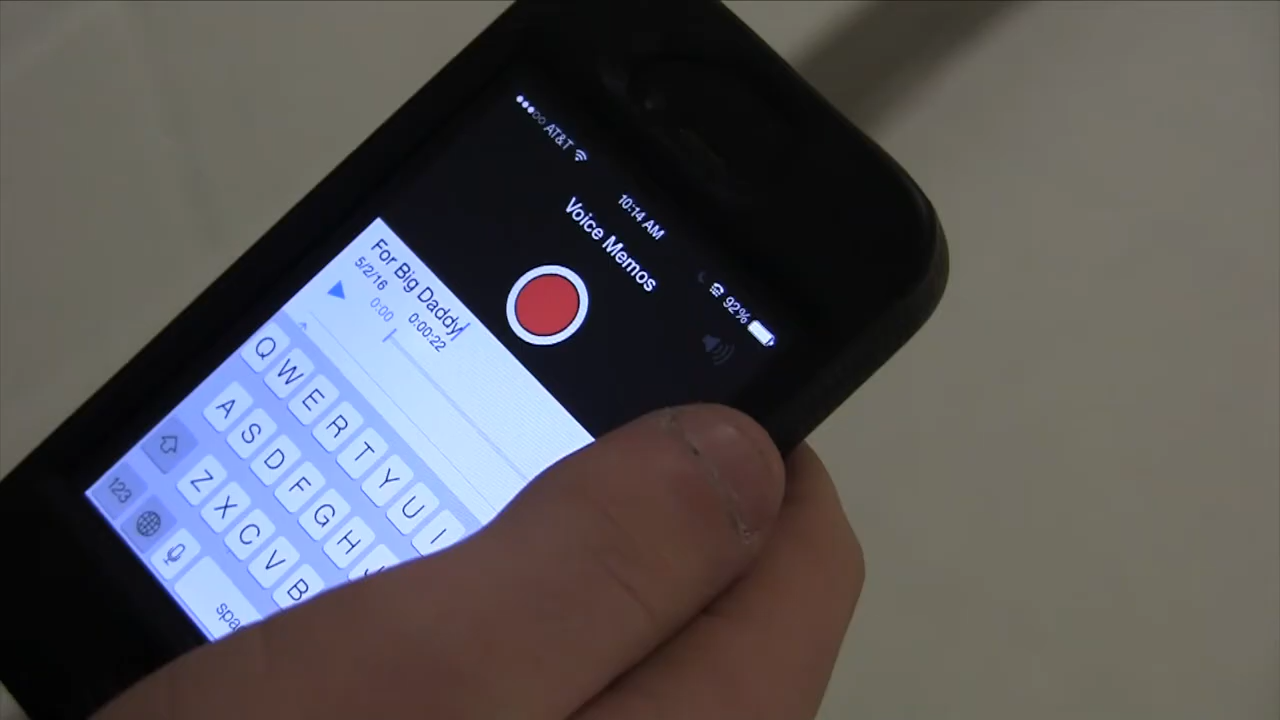 AT&T
10:14 AM
92%
Voice Memos
For Big Daddy
5/2/16
0:00:22
0:00
Q W E R T Y U I
A S D F G H
Z X C V B
123
spa